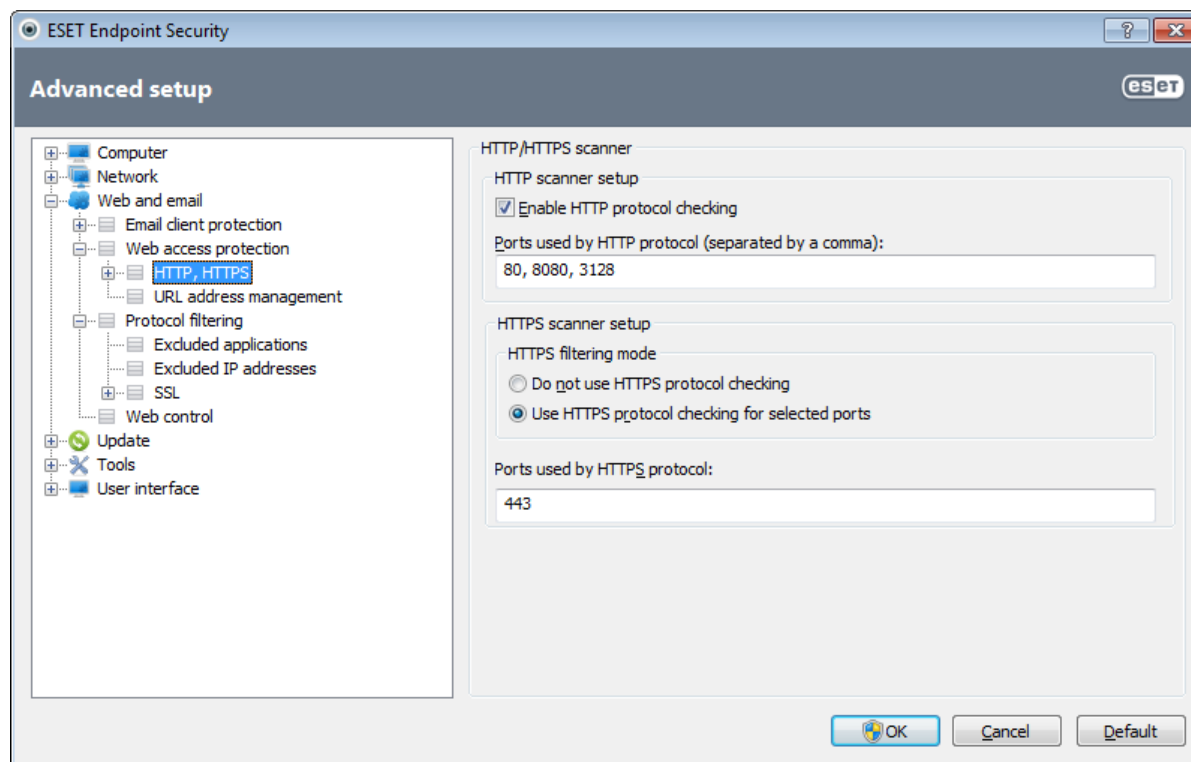 ESET Endpoint Security
Advanced setup
eseT
Computer
Network
Web and email
Email client protection
Web access protection
HTTP, HTTPS
URL address management
Protocol filtering
Excluded applications
Excluded IP addresses
SSL
Web control
Update
Tools
User interface
HTTP/HTTPS scanner
HTTP scanner setup
Enable HTTP protocol checking
Ports used by HTTP protocol (separated by a comma):
80, 8080, 3128
HTTPS scanner setup
HTTPS filtering mode
Do not use HTTPS protocol checking
Use HTTPS protocol checking for selected ports
Ports used by HTTPS protocol:
443
OK
Cancel
Default